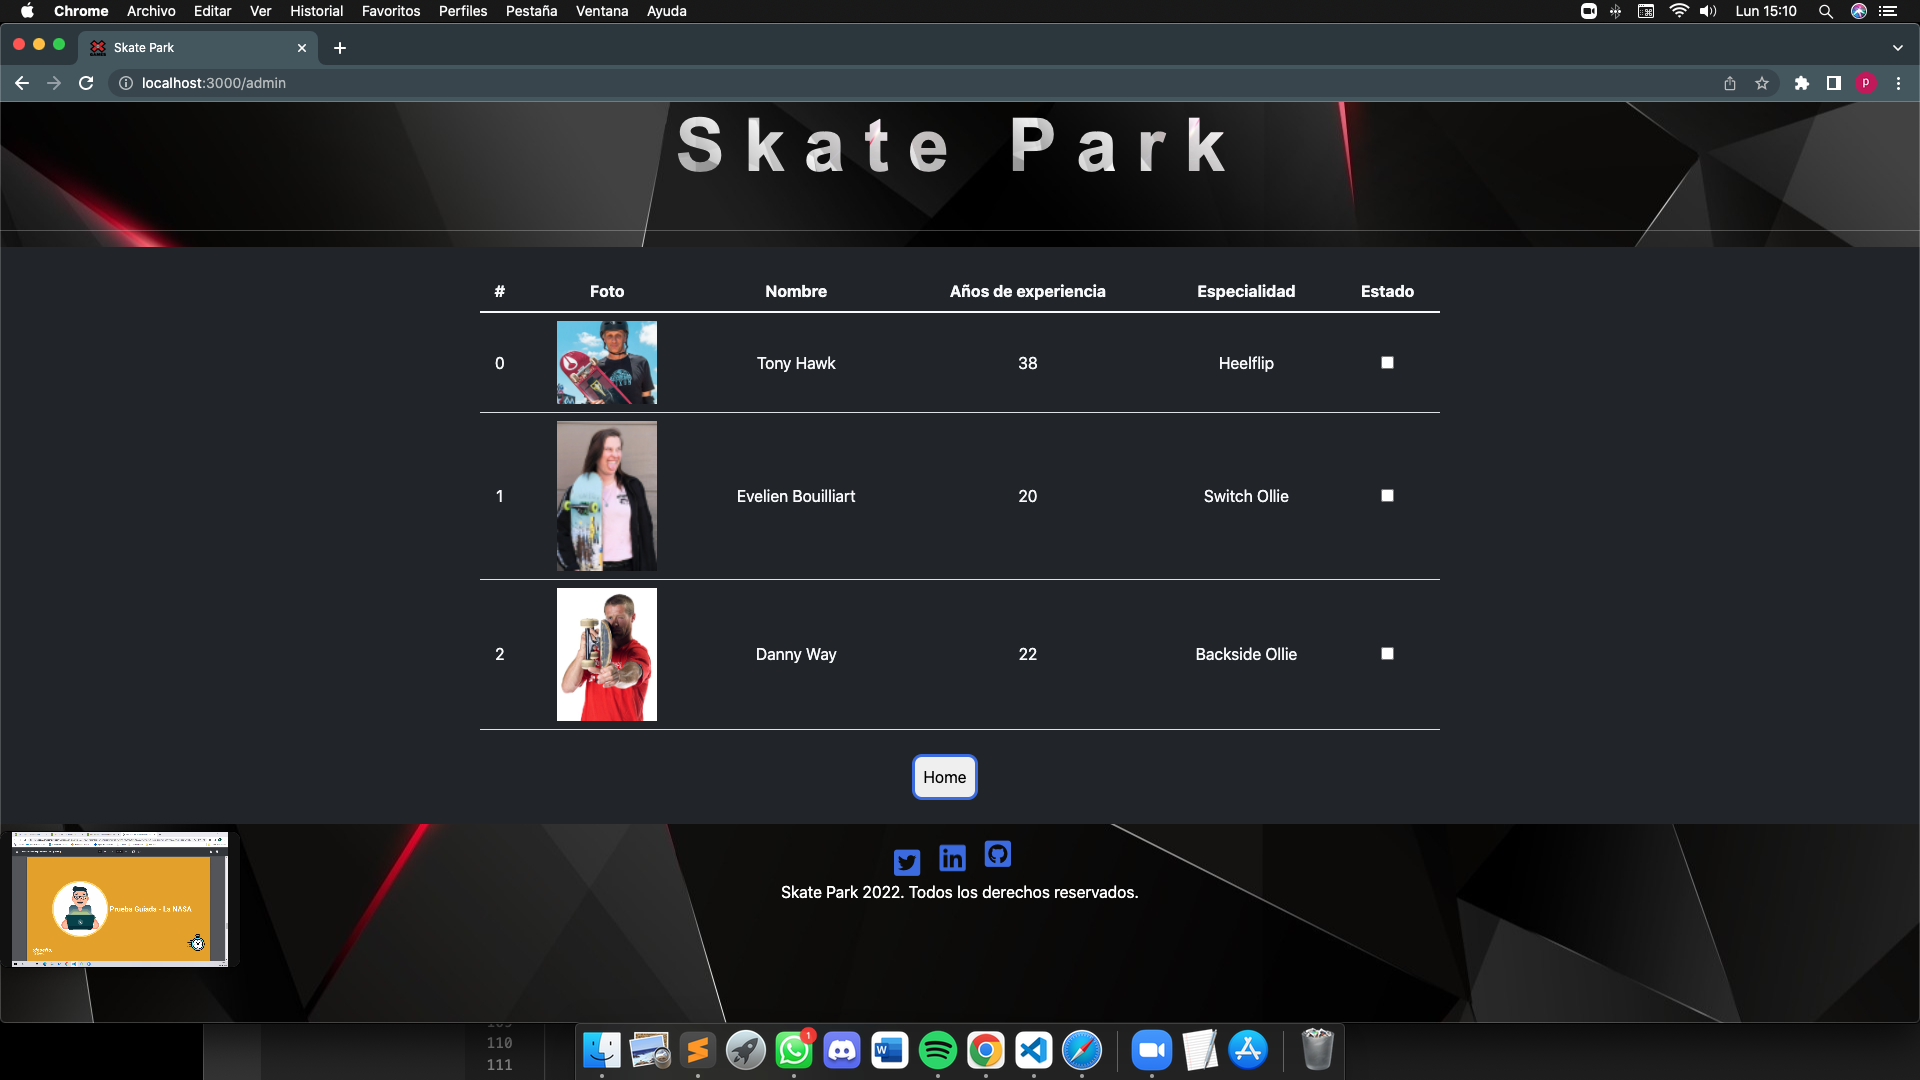 Chrome Archivo Editar Ver Historial Favoritos Perfiles Pestaña Ventana Ayuda
Lun 15:10
Skate Park
localhost:3000/admin
P
Skate Park
# Foto Nombre Años de experiencia Especialidad Estado
0 Tony Hawk 38 Heelflip
1 Evelien Bouilliart 20 Switch Ollie
2 Danny Way 22 Backside Ollie
Home
Prueba Guiada - La NASA
Skate Park 2022. Todos los derechos reservados.
110
111
1